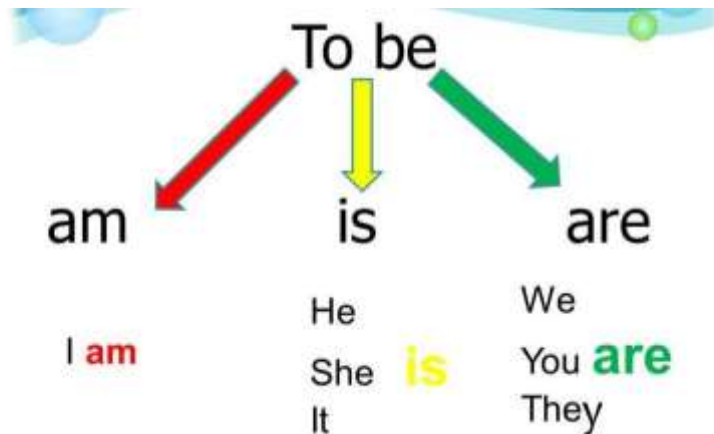 To be
am is are
I am
He
She is
It
We
You are
They